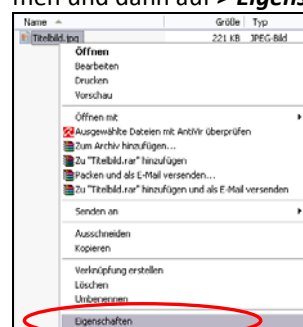 men und dann auf > Eigens
Name Größe Typ
Titelbild.jpg 221 KB JPEG-Bild
Öffnen
Bearbeiten
Drucken
Vorschau
Öffnen mit
Ausgewählte Dateien mit AntiVir überprüfen
Zum Archiv hinzufügen...
Zu "Titelbild.rar" hinzufügen
Packen und als E-Mail versenden...
Zu "Titelbild.rar" hinzufügen und als E-Mail versenden
Senden an
Ausschneiden
Kopieren
Verknüpfung erstellen
Löschen
Umbenennen
Eigenschaften